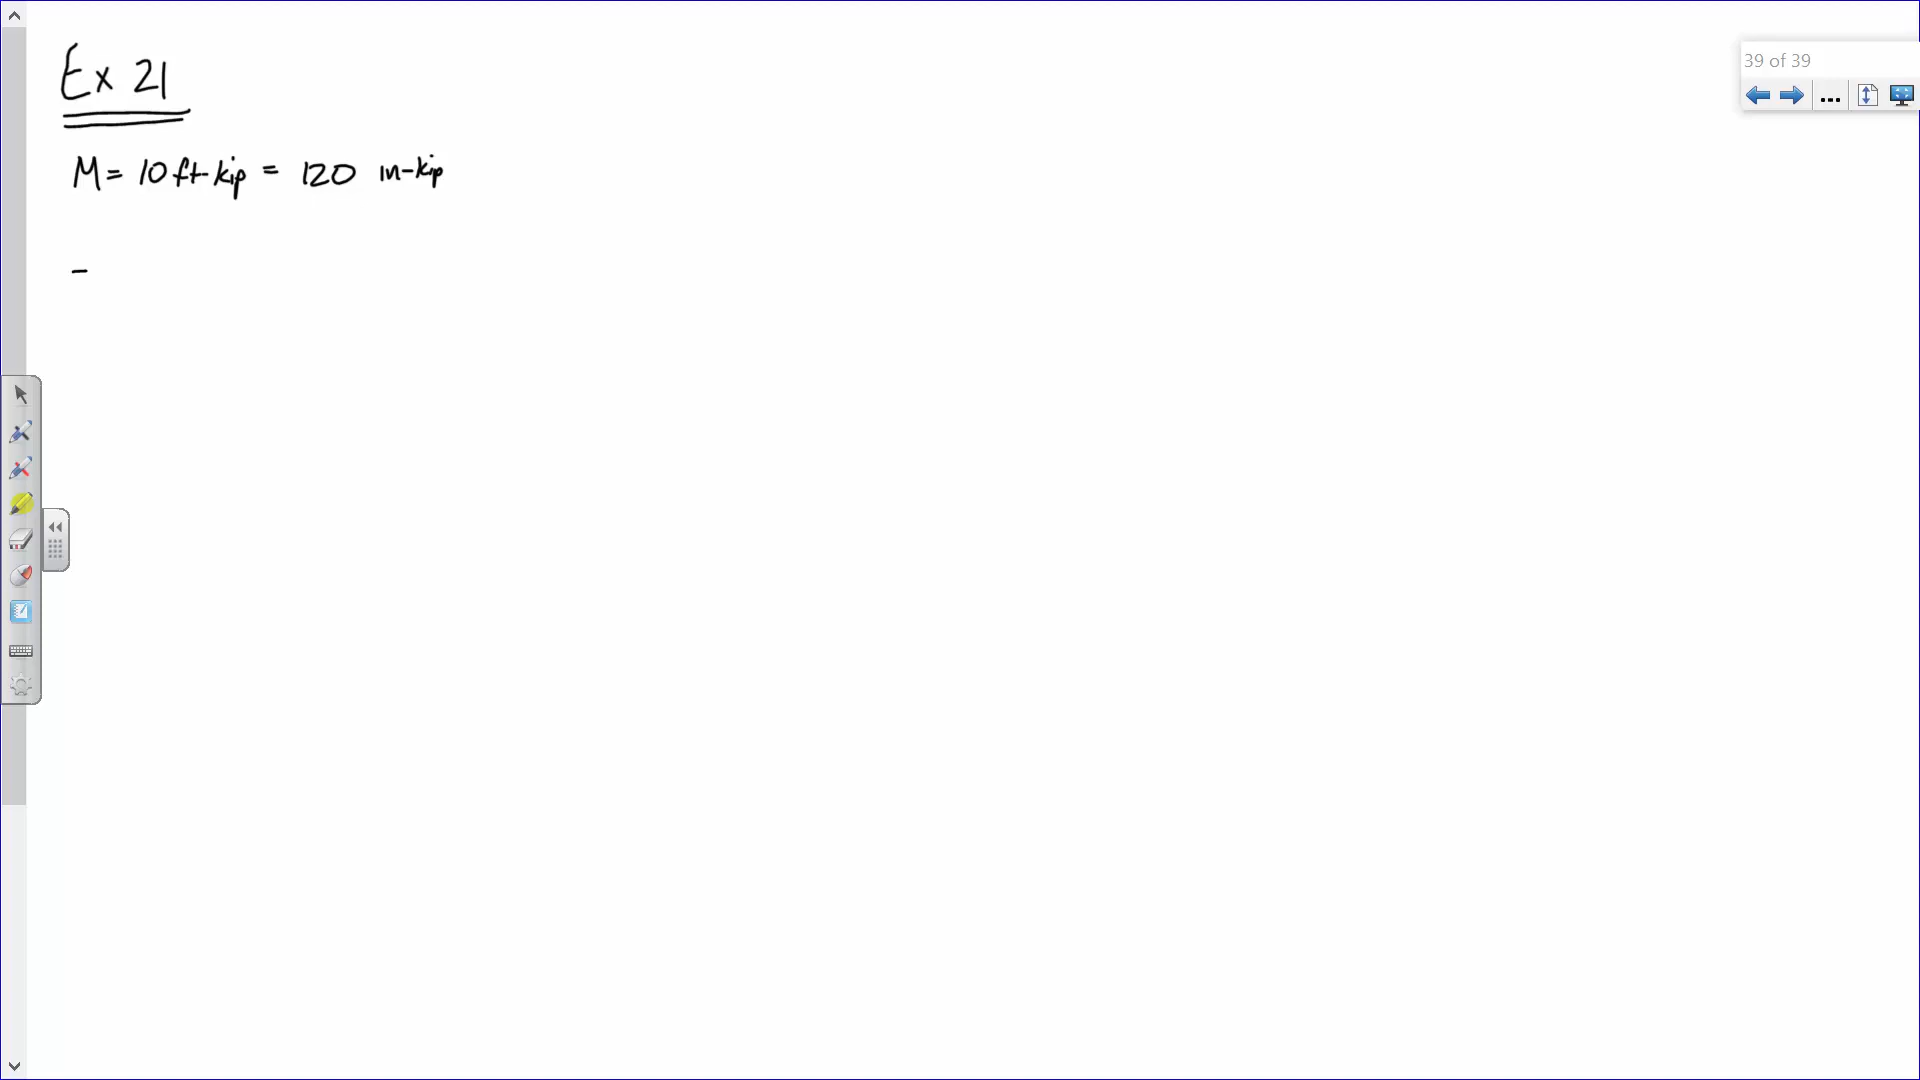 Ex 21
39 of 39
M = 10 ft-kip = 120 in-kip
-